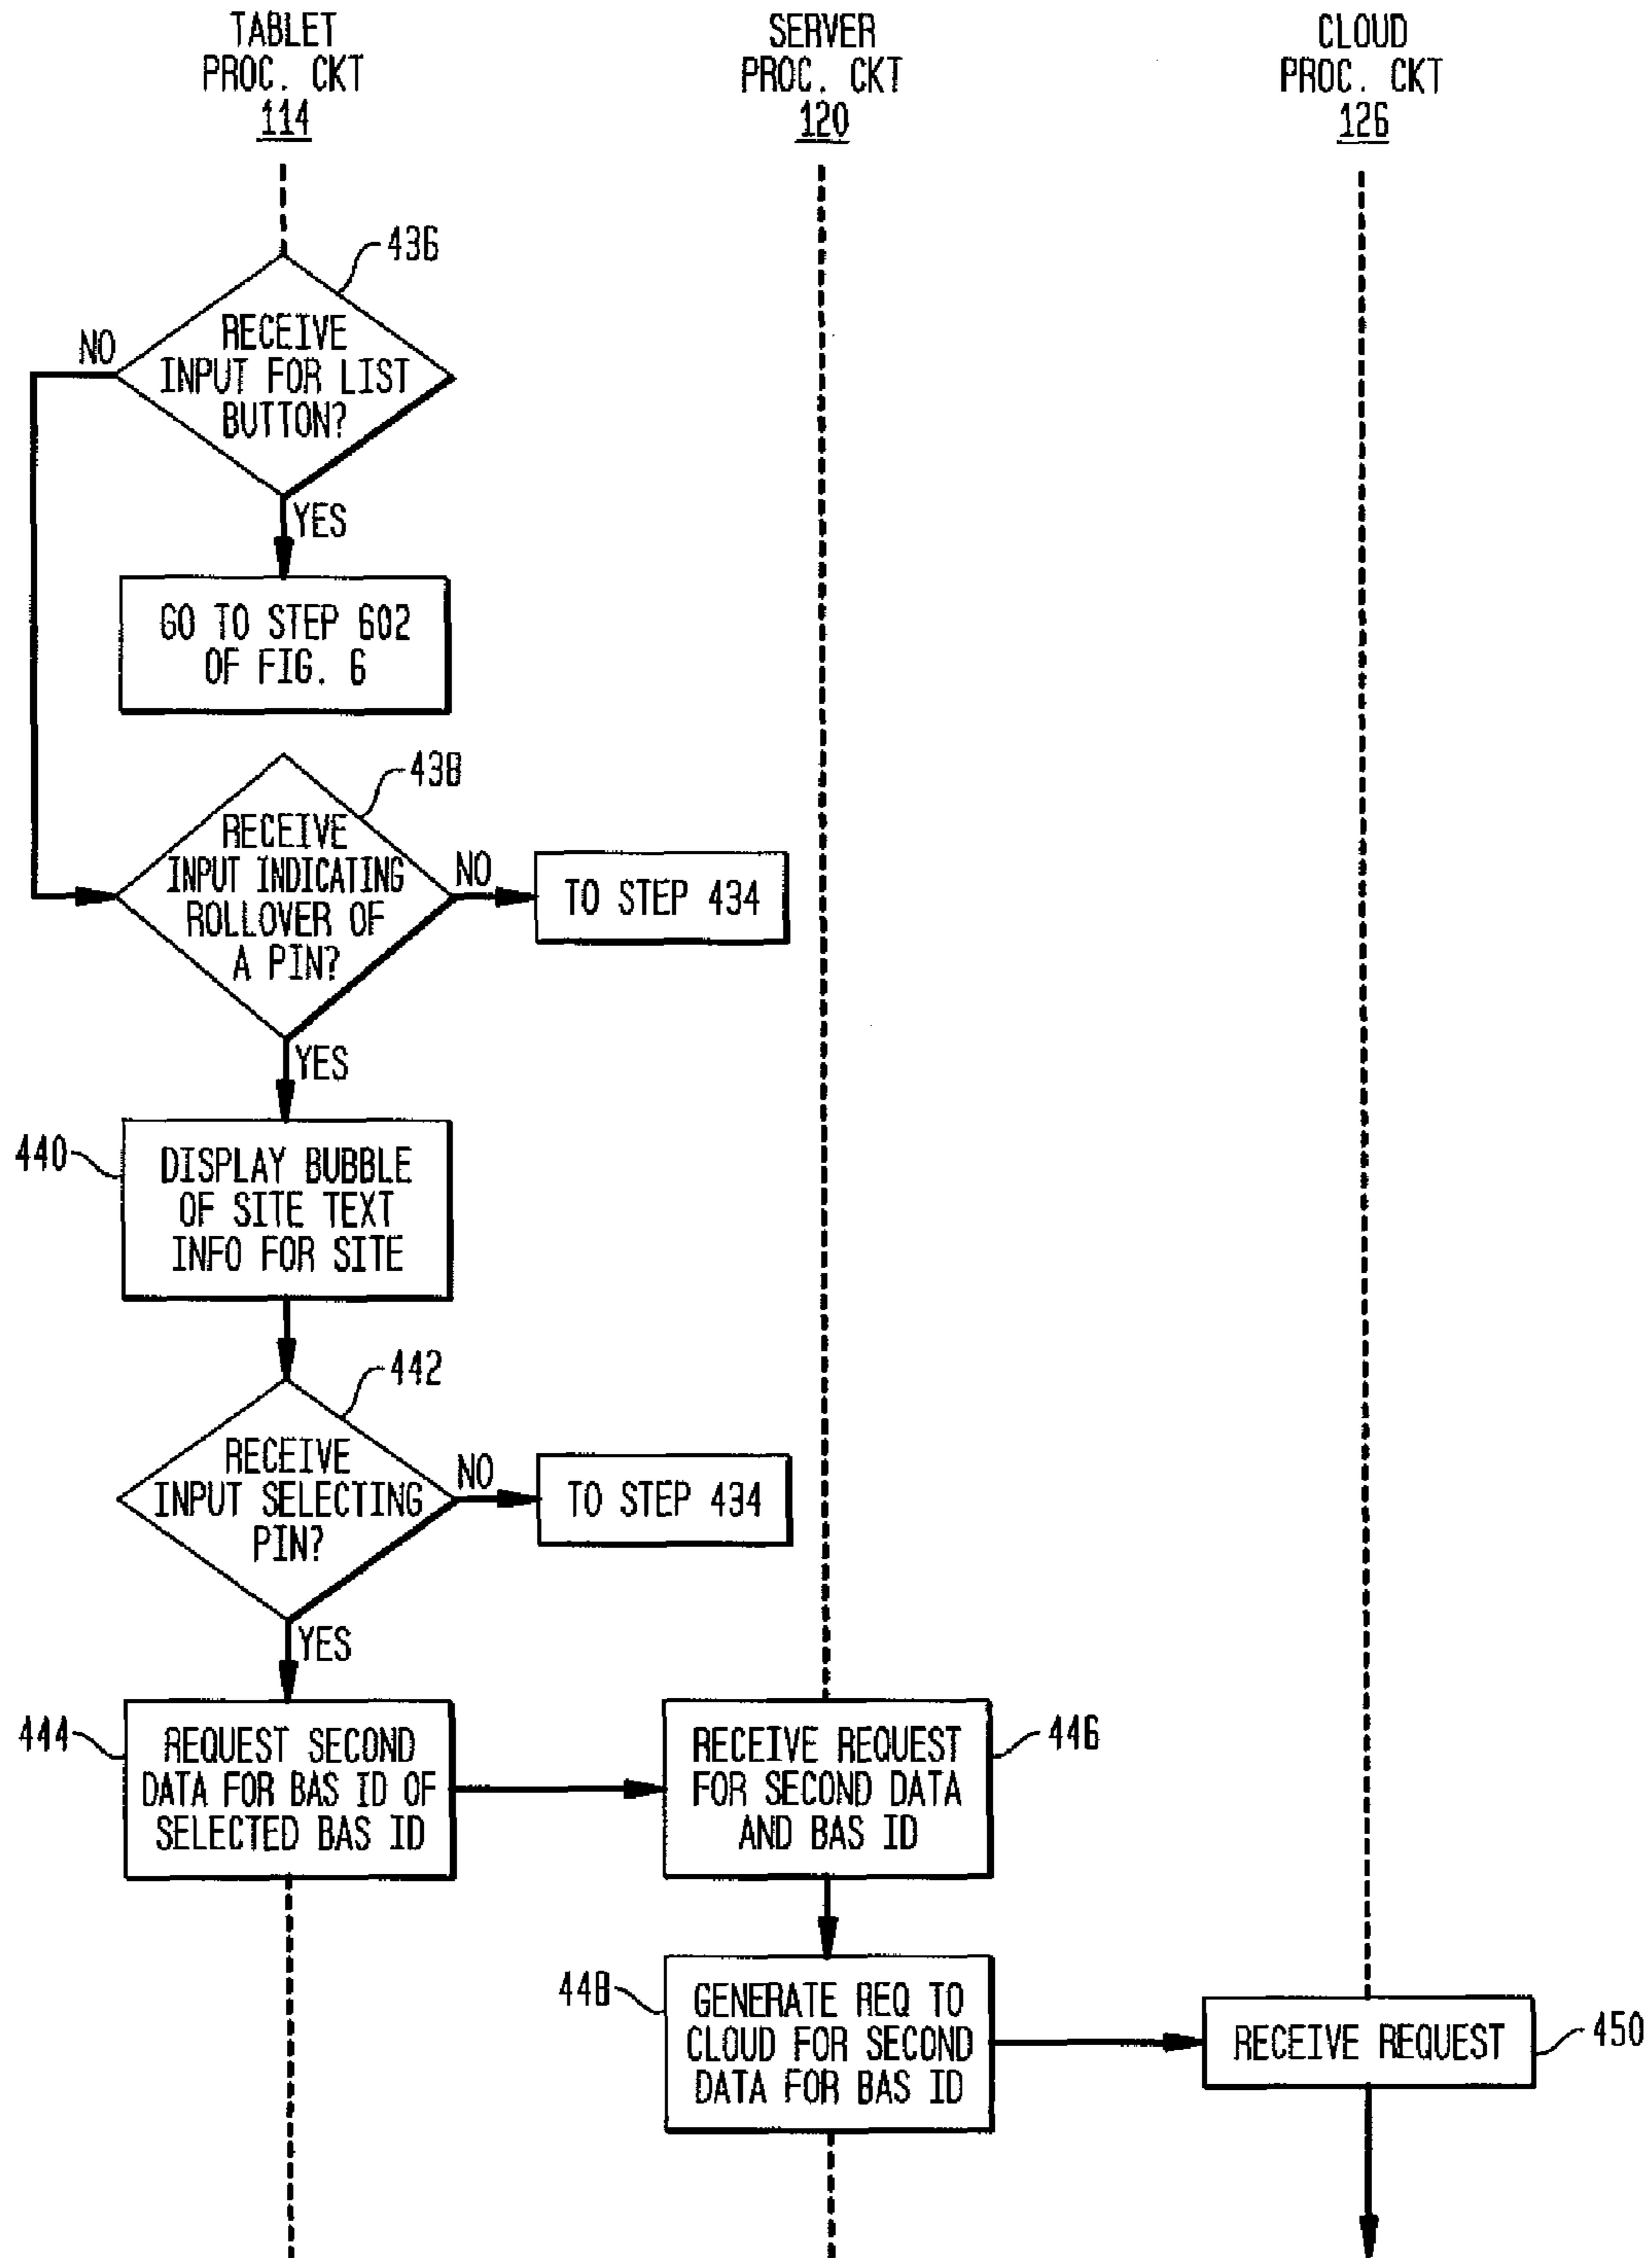 TABLET
PROC. CKT
114
SERVER
PROC. CKT
120
CLOUD
PROC. CKT
126
436
RECEIVE
INPUT FOR LIST
BUTTON?
NO
YES
GO TO STEP 602
OF FIG. 6
438
RECEIVE
INPUT INDICATING
ROLLOVER OF
A PIN?
NO
TO STEP 434
YES
440
DISPLAY BUBBLE
OF SITE TEXT
INFO FOR SITE
442
RECEIVE
INPUT SELECTING
PIN?
NO
TO STEP 434
YES
444
REQUEST SECOND
DATA FOR BAS ID OF
SELECTED BAS ID
RECEIVE REQUEST
FOR SECOND DATA
AND BAS ID
446
448
GENERATE REQ TO
CLOUD FOR SECOND
DATA FOR BAS ID
RECEIVE REQUEST
450